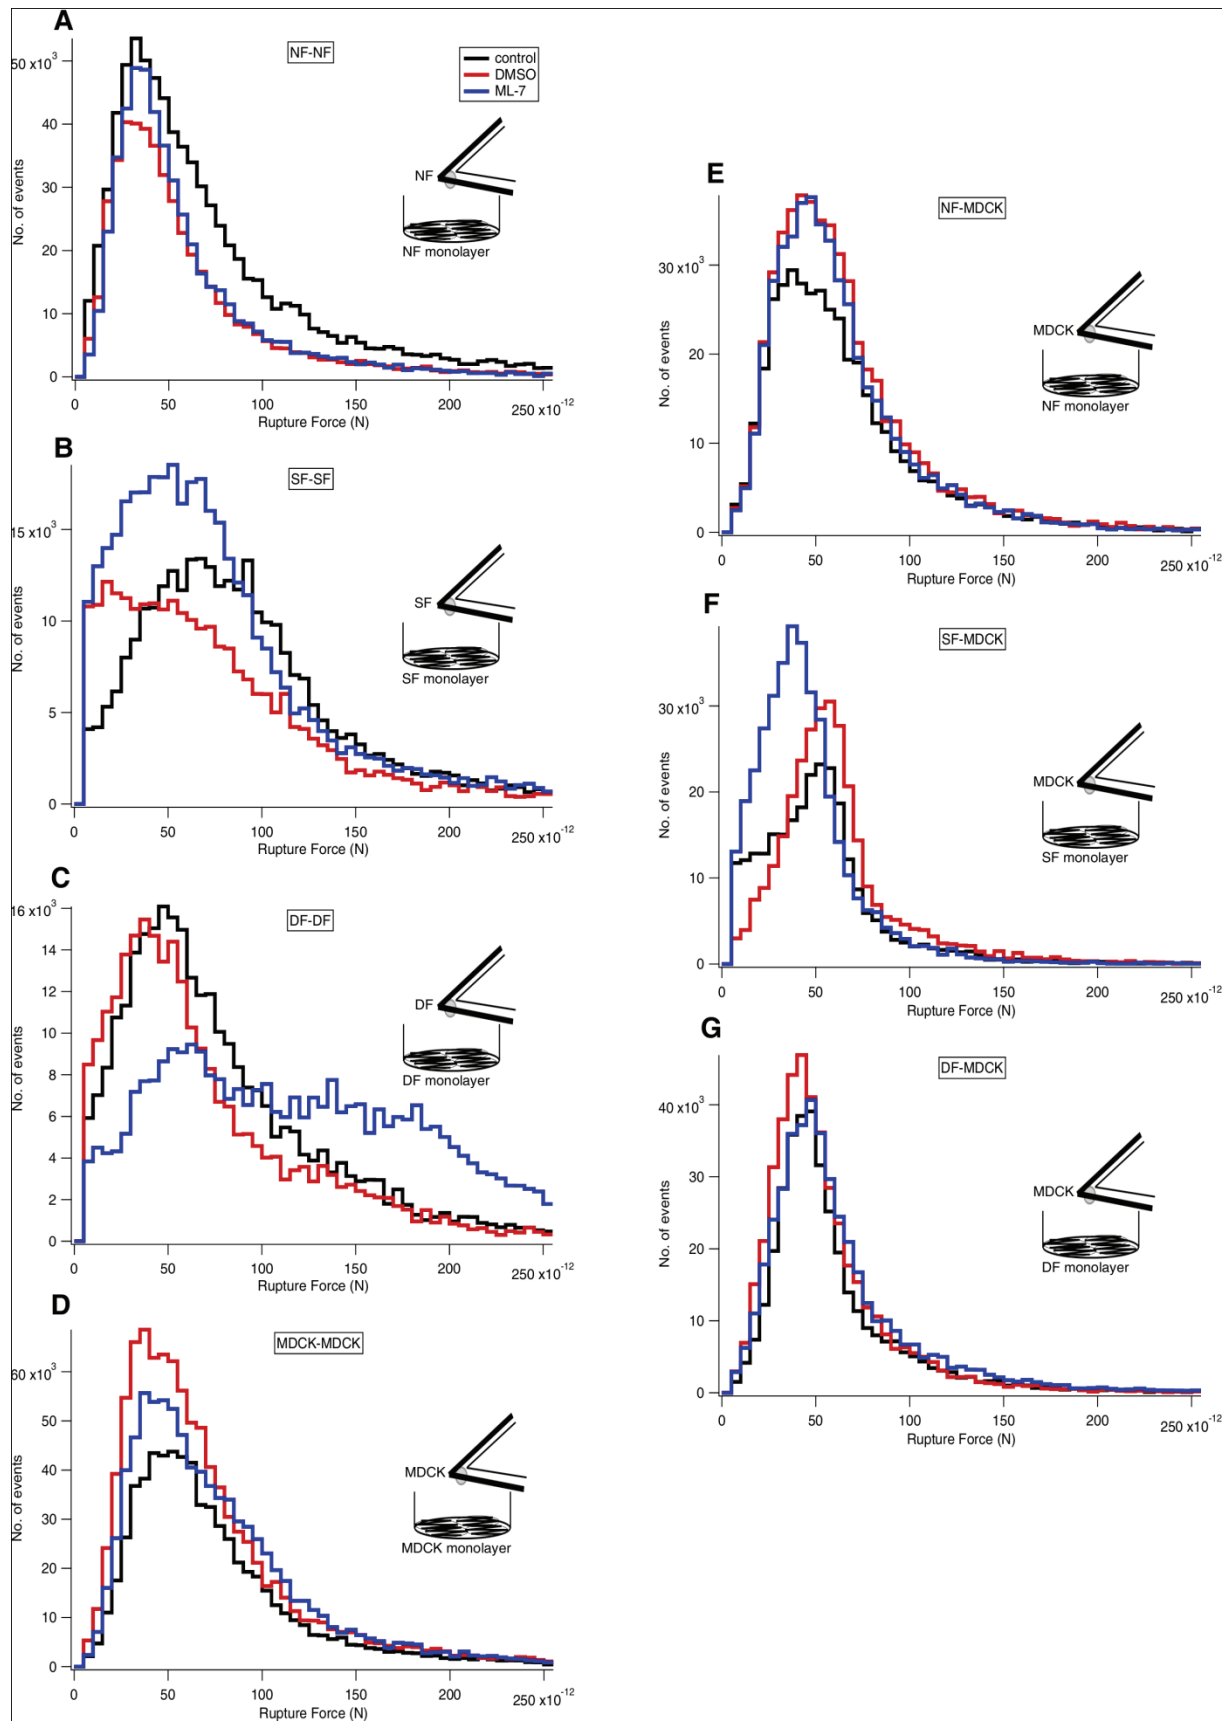 A
NF-NF
control
DMSO
ML-7
50 x10³
40
30
20
10
0
No. of events
0 50 100 150 200 250 x10⁻¹²
Rupture Force (N)
NF
NF monolayer
B
SF-SF
15 x10³
10
5
0
No. of events
0 50 100 150 200 250 x10⁻¹²
Rupture Force (N)
SF
SF monolayer
C
DF-DF
16 x10³
14
12
10
8
6
4
2
0
No. of events
0 50 100 150 200 250 x10⁻¹²
Rupture Force (N)
DF
DF monolayer
D
MDCK-MDCK
60 x10³
50
40
30
20
10
0
No. of events
0 50 100 150 200 250 x10⁻¹²
Rupture Force (N)
MDCK
MDCK monolayer
E
NF-MDCK
30 x10³
20
10
0
No. of events
0 50 100 150 200 250 x10⁻¹²
Rupture Force (N)
MDCK
NF monolayer
F
SF-MDCK
30 x10³
20
10
0
No. of events
0 50 100 150 200 250 x10⁻¹²
Rupture Force (N)
MDCK
SF monolayer
G
DF-MDCK
40 x10³
30
20
10
0
No. of events
0 50 100 150 200 250 x10⁻¹²
Rupture Force (N)
MDCK
DF monolayer